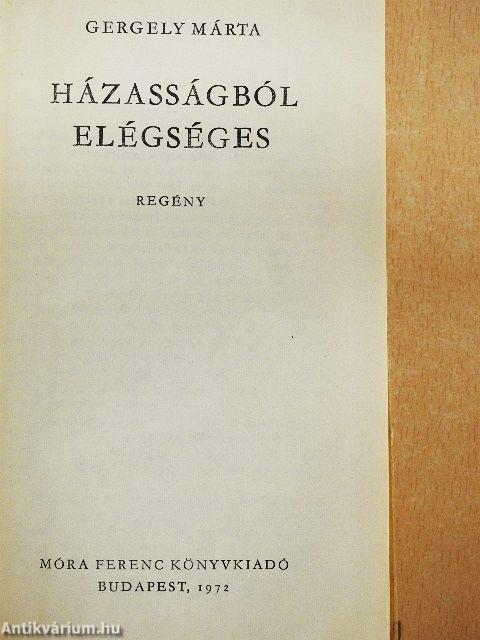 GERGELY MÁRTA
HÁZASSÁGBÓL
ELÉGSÉGES
REGÉNY
MÓRA FERENC KÖNYVKIADÓ
BUDAPEST, 1972
Antikvárium.hu